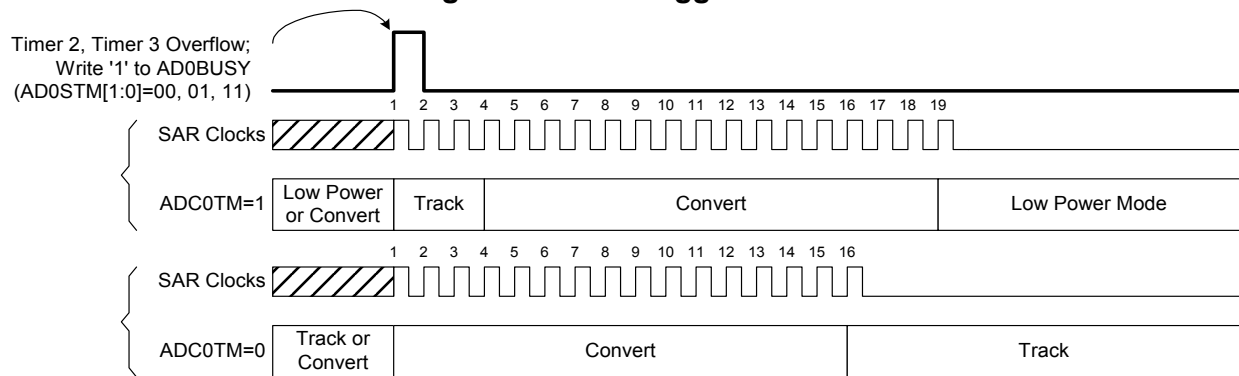 Timer 2, Timer 3 Overflow;
Write '1' to AD0BUSY
(AD0STM[1:0]=00, 01, 11)
1 2 3 4 5 6 7 8 9 10 11 12 13 14 15 16 17 18 19
SAR Clocks
ADC0TM=1
Low Power
or Convert
Track
Convert
Low Power Mode
1 2 3 4 5 6 7 8 9 10 11 12 13 14 15 16
SAR Clocks
ADC0TM=0
Track or
Convert
Convert
Track